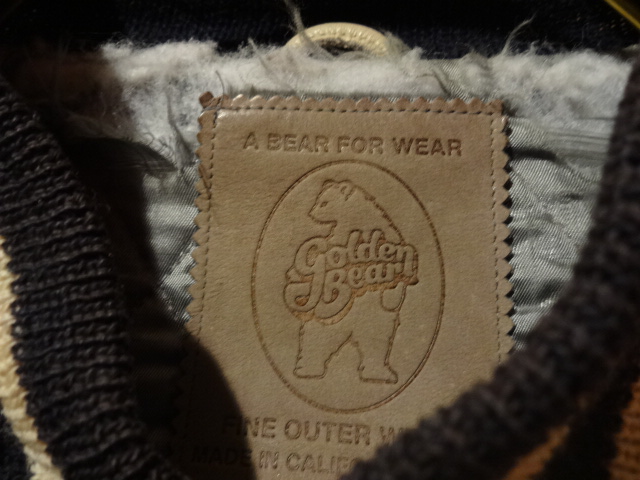 A BEAR FOR WEAR
Golden
Bear
FINE OUTER
MADE IN